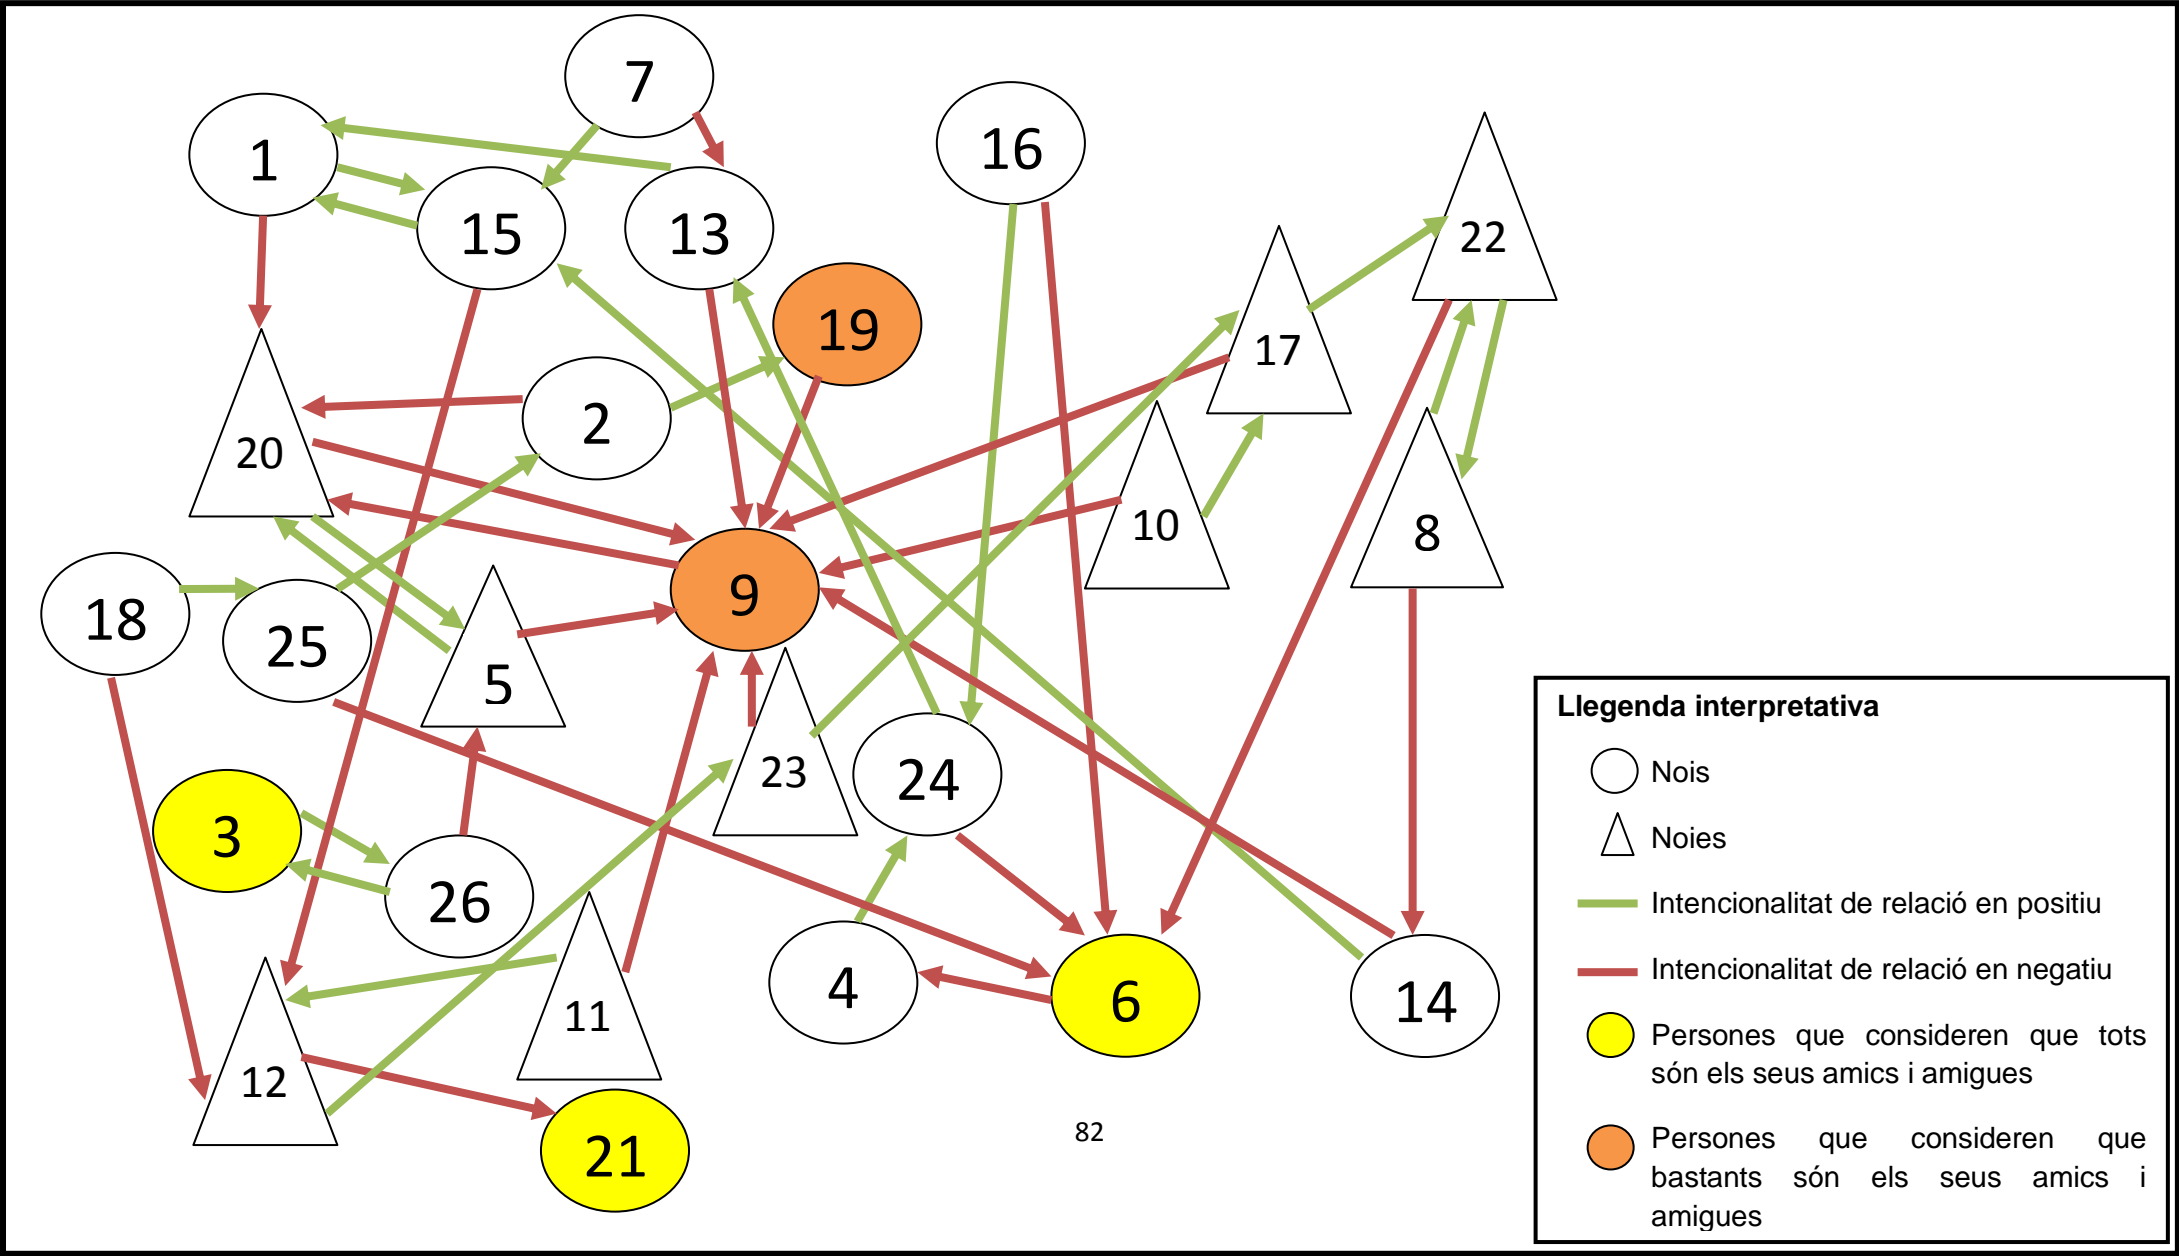 7
16
1
15
13
22
19
17
2
20
10
8
9
18
25
5
23
24
3
26
4
6
14
11
12
21
82
Llegenda interpretativa
Nois
Noies
Intencionalitat de relació en positiu
Intencionalitat de relació en negatiu
Persones que consideren que tots
són els seus amics i amigues
Persones que consideren que
bastants són els seus amics i
amigues